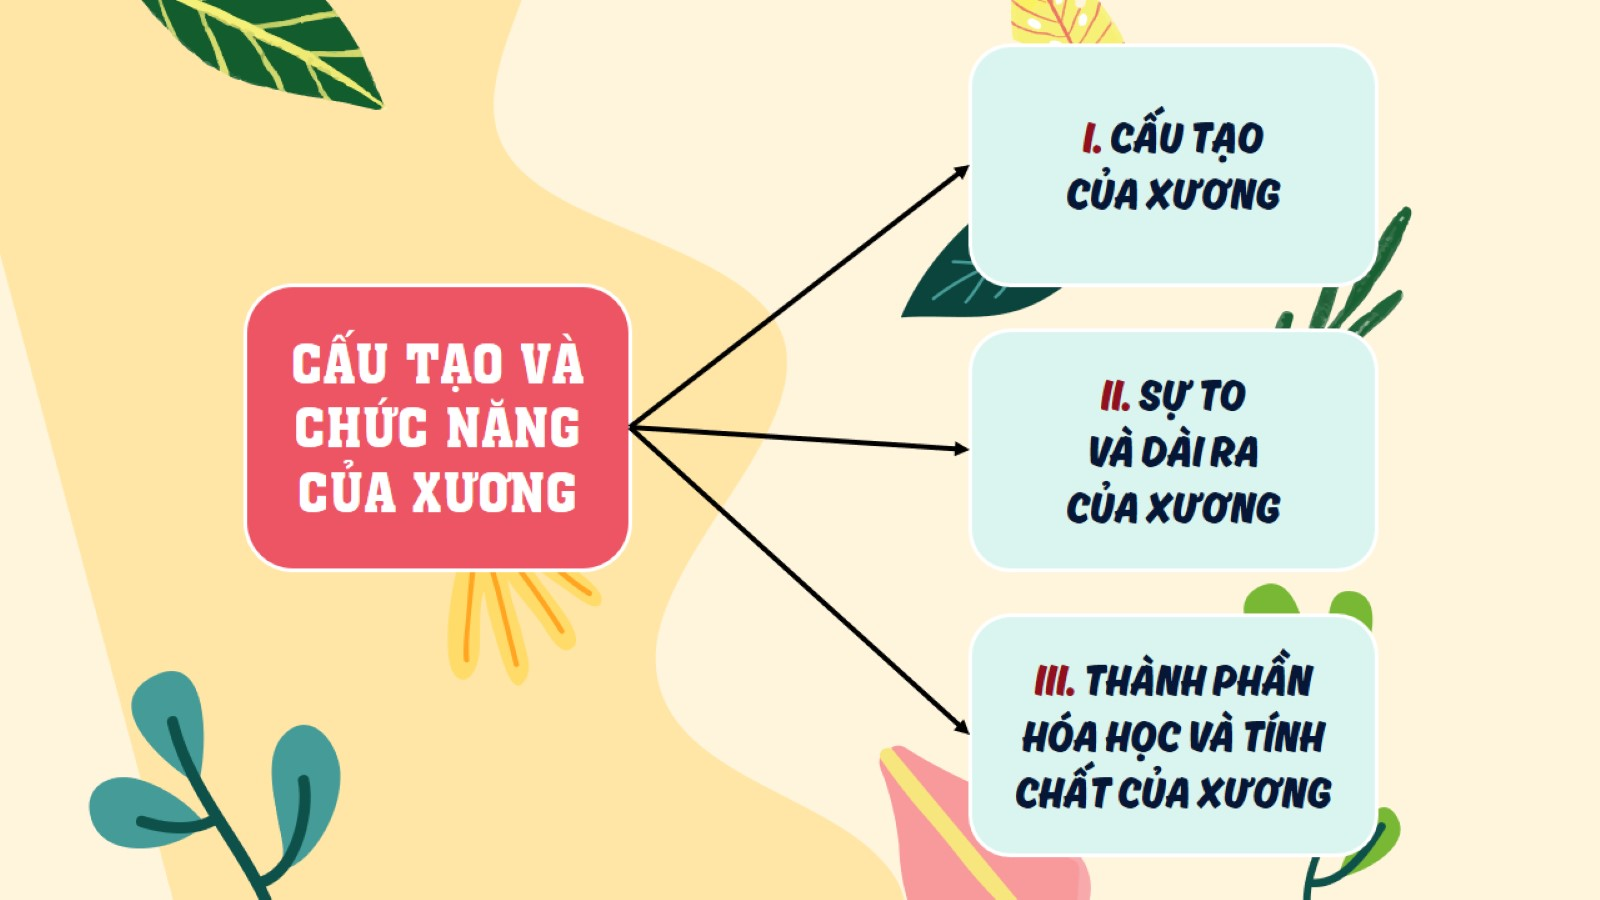 CẤU TẠO VÀ
CHỨC NĂNG
CỦA XƯƠNG
I. CẤU TẠO
CỦA XƯƠNG
II. SỰ TO
VÀ DÀI RA
CỦA XƯƠNG
III. THÀNH PHẦN
HÓA HỌC VÀ TÍNH
CHẤT CỦA XƯƠNG